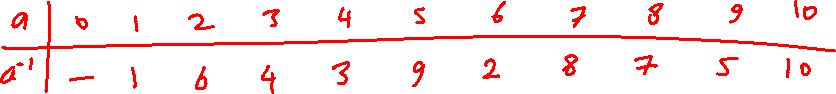 a 0 1 2 3 4 5 6 7 8 9 10
a⁻¹ — 1 6 4 3 9 2 8 7 5 10